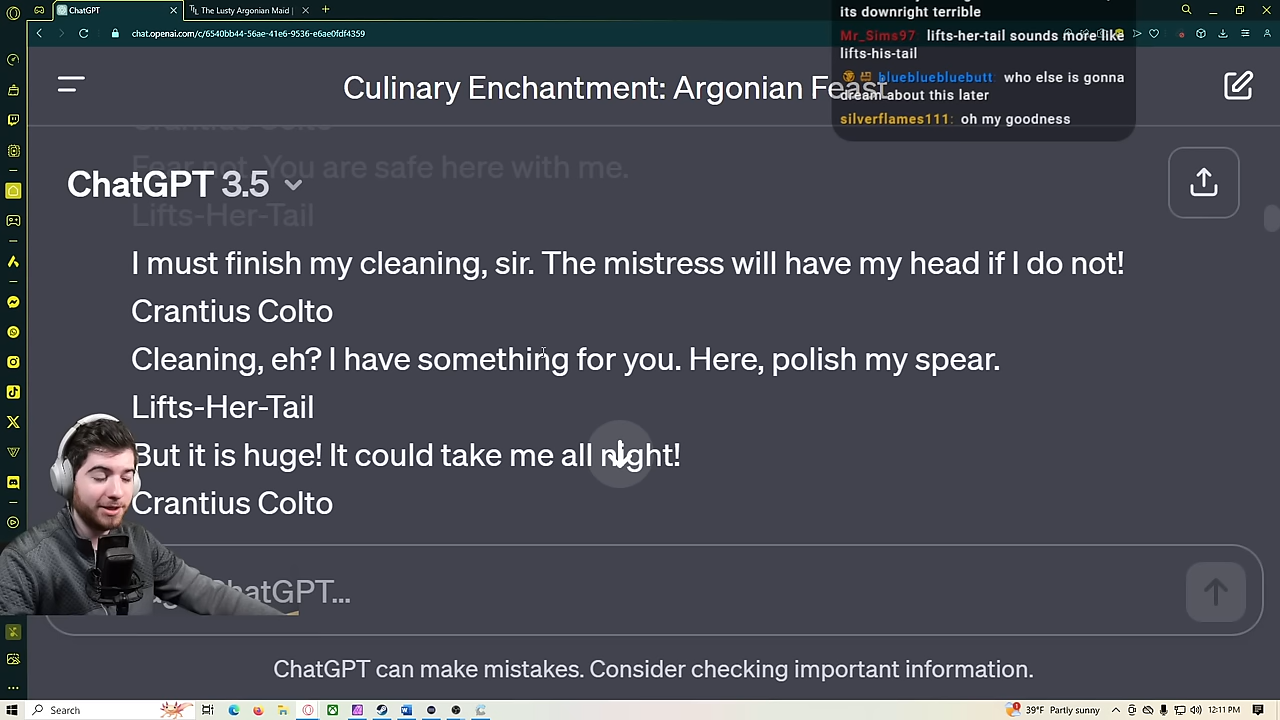 ChatGPT
TL The Lusty Argonian Maid |
chat.openai.com/c/6540bb44-56ae-41e6-9536-e6ae0fdf4359
its downright terrible
Mr_Sims97 lifts-her-tail sounds more like
lifts-his-tail
bluebluebluebutt: who else is gonna
dream about this later
silverflames111: oh my goodness
Culinary Enchantment: Argonian Feast
Crantius Colto
Fear not. You are safe here with me.
ChatGPT 3.5
Lifts-Her-Tail
I must finish my cleaning, sir. The mistress will have my head if I do not!
Crantius Colto
Cleaning, eh? I have something for you. Here, polish my spear.
Lifts-Her-Tail
But it is huge! It could take me all night!
Crantius Colto
ChatGPT...
ChatGPT can make mistakes. Consider checking important information.
Search
39°F Partly sunny
12:11 PM